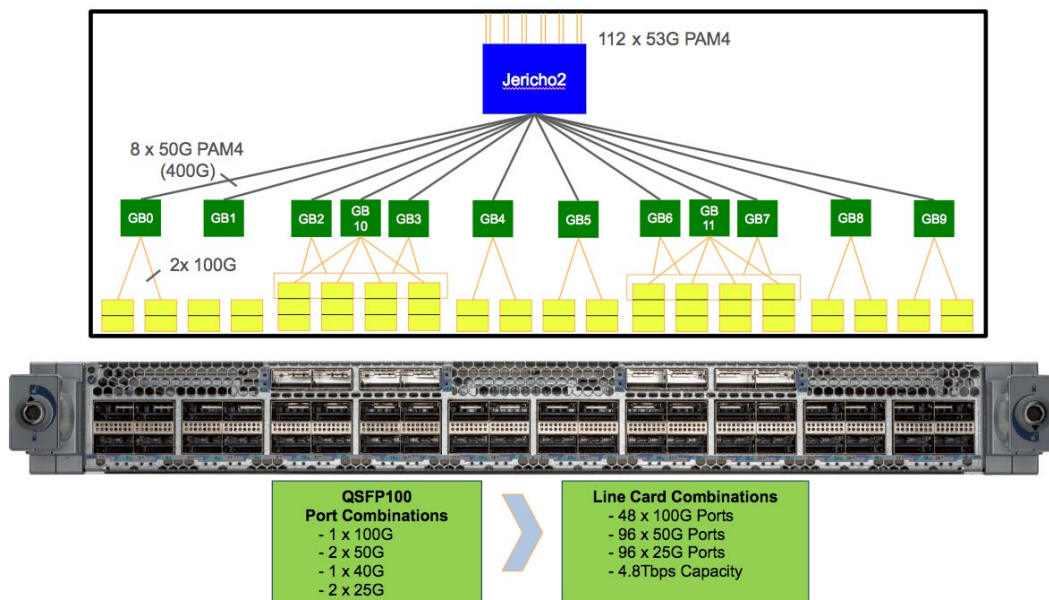 112 x 53G PAM4
Jericho2
8 x 50G PAM4
(400G)
GB0
GB1
GB2
GB
10
GB3
GB4
GB5
GB6
GB
11
GB7
GB8
GB9
2x 100G
QSFP100
Port Combinations
- 1 x 100G
- 2 x 50G
- 1 x 40G
- 2 x 25G
Line Card Combinations
- 48 x 100G Ports
- 96 x 50G Ports
- 96 x 25G Ports
- 4.8Tbps Capacity